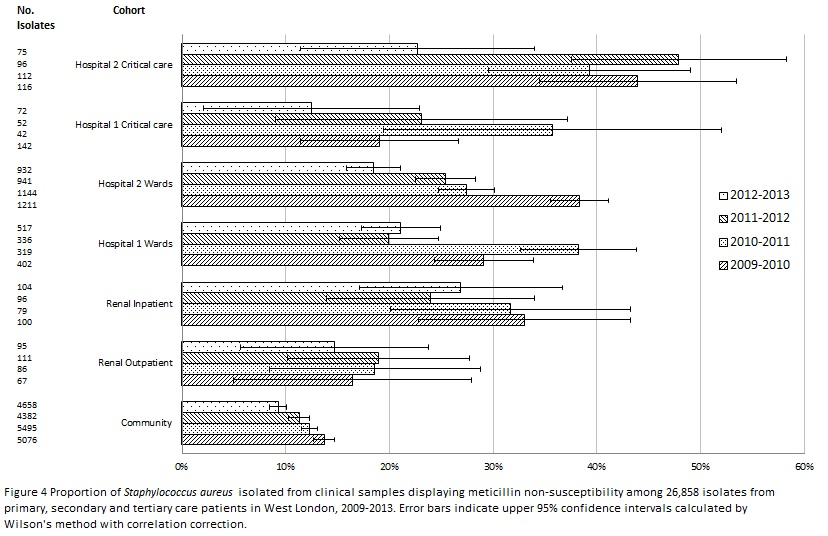 No. Isolates
Cohort
75
96
112
116
Hospital 2 Critical care
72
52
42
142
Hospital 1 Critical care
932
941
1144
1211
Hospital 2 Wards
517
336
319
402
Hospital 1 Wards
104
96
79
100
Renal Inpatient
95
111
86
67
Renal Outpatient
4658
4382
5495
5076
Community
2012-2013
2011-2012
2010-2011
2009-2010
0% 10% 20% 30% 40% 50% 60%
Figure 4 Proportion of Staphylococcus aureus isolated from clinical samples displaying meticillin non-susceptibility among 26,858 isolates from
primary, secondary and tertiary care patients in West London, 2009-2013. Error bars indicate upper 95% confidence intervals calculated by
Wilson's method with correlation correction.